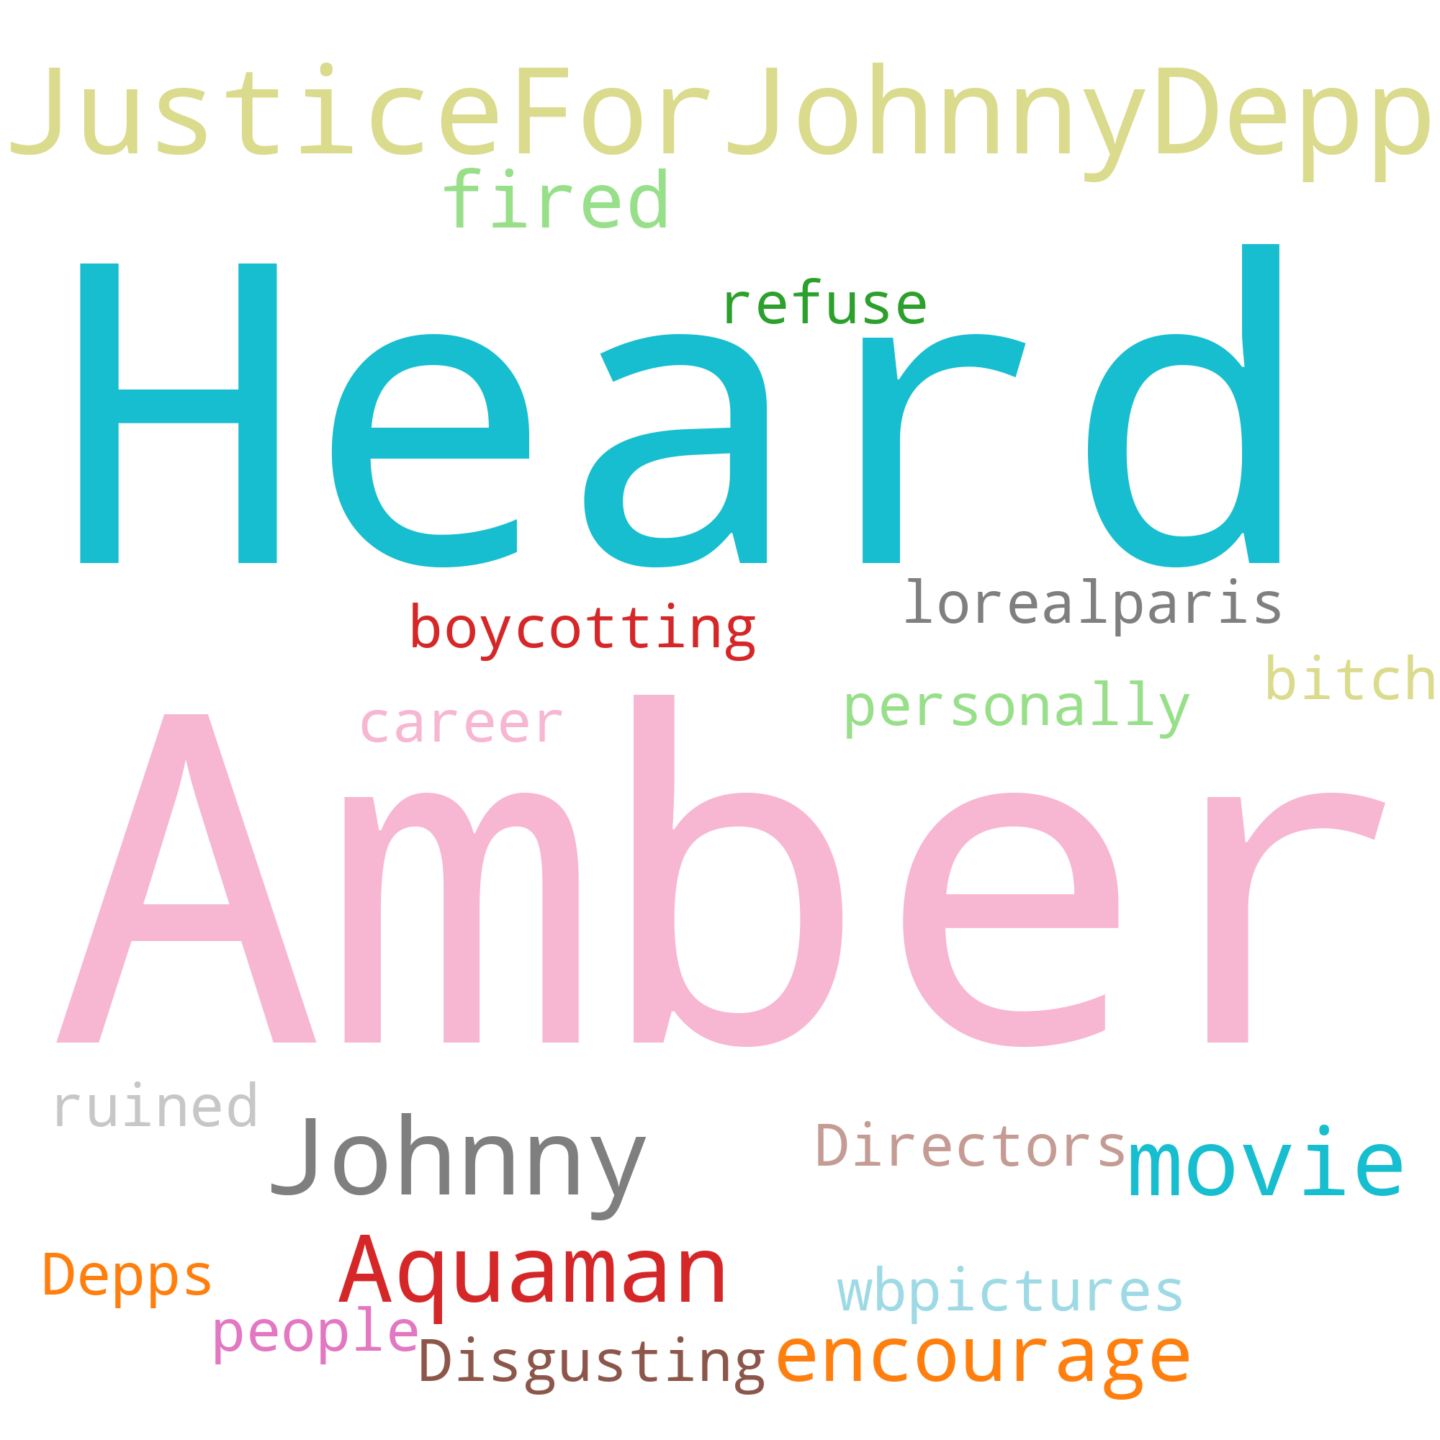 JusticeForJohnnyDepp
fired
refuse
Heard
lorealparis
boycotting
bitch
personally
career
Amber
ruined
Johnny
Directors
movie
Depps
Aquaman
wbpictures
people
Disgusting
encourage